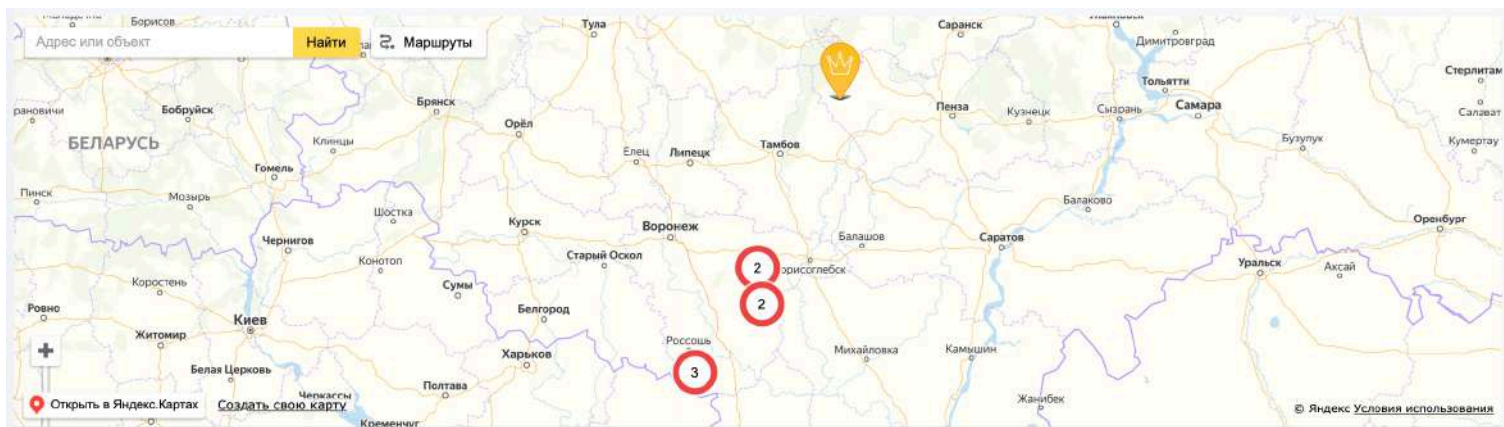 Борисов
Тула
Саранск
Адрес или объект
Найти
Маршруты
Димитровград
Стерлитам
Тольятти
рановичи
Бобруйск
Брянск
Пенза
Кузнецк
Сызрань
Самара
Салават
Орёл
БЕЛАРУСЬ
Клинцы
Елец
Липецк
Тамбов
Бузулук
Кумертау
Гомель
Пинск
Мозырь
Балаково
Шостка
Курск
Воронеж
Оренбург
Чернигов
Балашов
Саратов
Конотоп
Старый Оскол
2
орисоглебск
Уральск
Аксай
Коростень
Сумы
Ровно
Белгород
2
Киев
Житомир
Россошь
Харьков
Михайловка
Камышин
Белая Церковь
3
Полтава
Черкассы
Жанибек
Открыть в Яндекс.Картах
Создать свою карту
© Яндекс Условия использования
Кременчуг